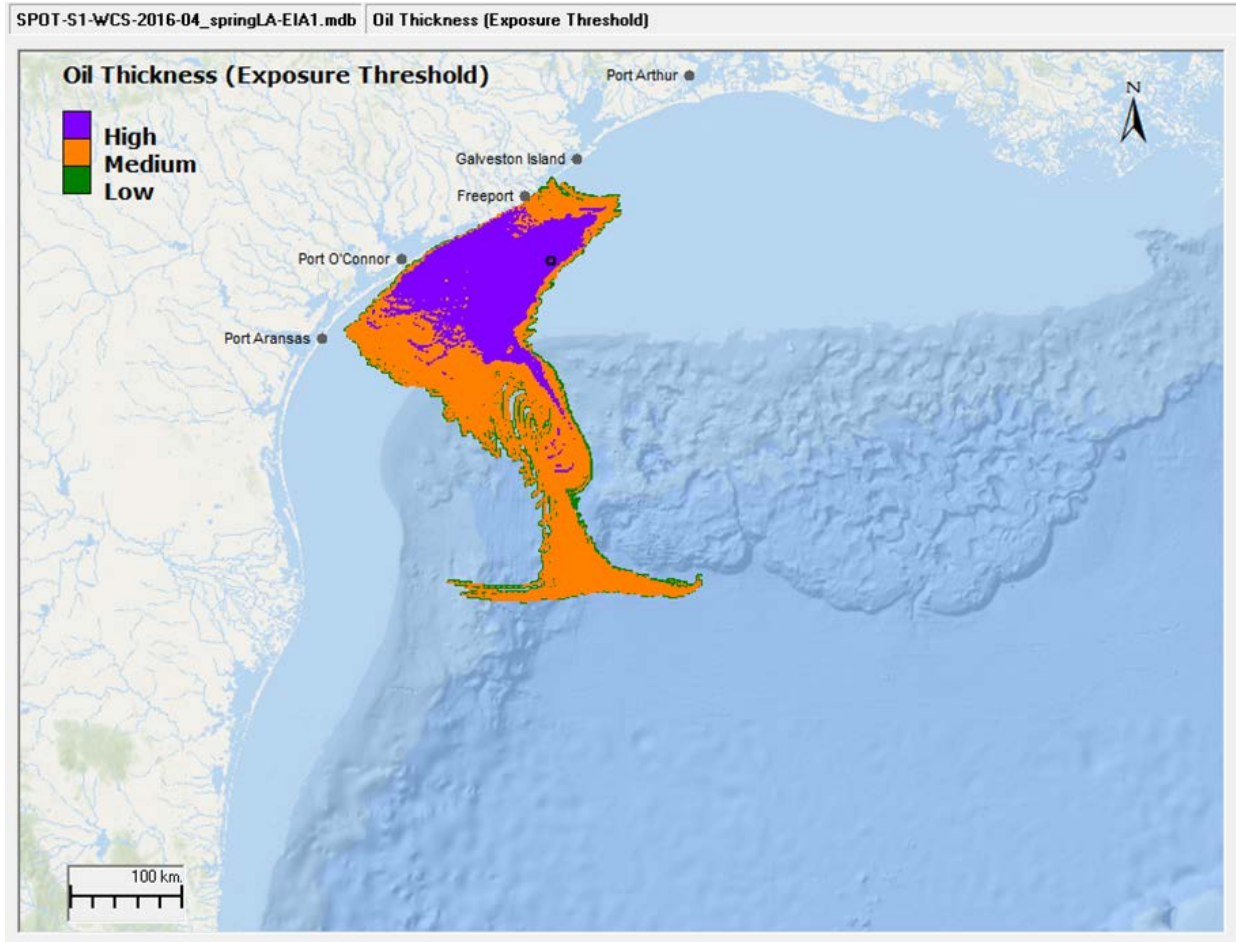 SPOT-S1-WCS-2016-04_springLA-EIA1.mdb Oil Thickness (Exposure Threshold)
Oil Thickness (Exposure Threshold)
Port Arthur
N
High
Medium
Low
Galveston Island
Freeport
Port O'Connor
Port Aransas
100 km.